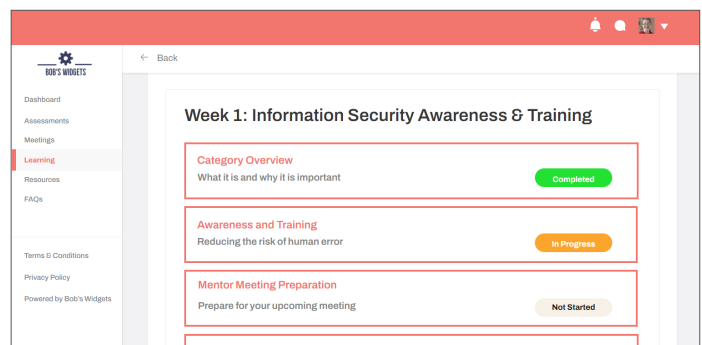 BOB'S WIDGETS
← Back
Dashboard
Assessments
Meetings
Learning
Resources
FAQs
Terms & Conditions
Privacy Policy
Powered by Bob's Widgets
Week 1: Information Security Awareness & Training
Category Overview
What it is and why it is important
Completed
Awareness and Training
Reducing the risk of human error
In Progress
Mentor Meeting Preparation
Prepare for your upcoming meeting
Not Started